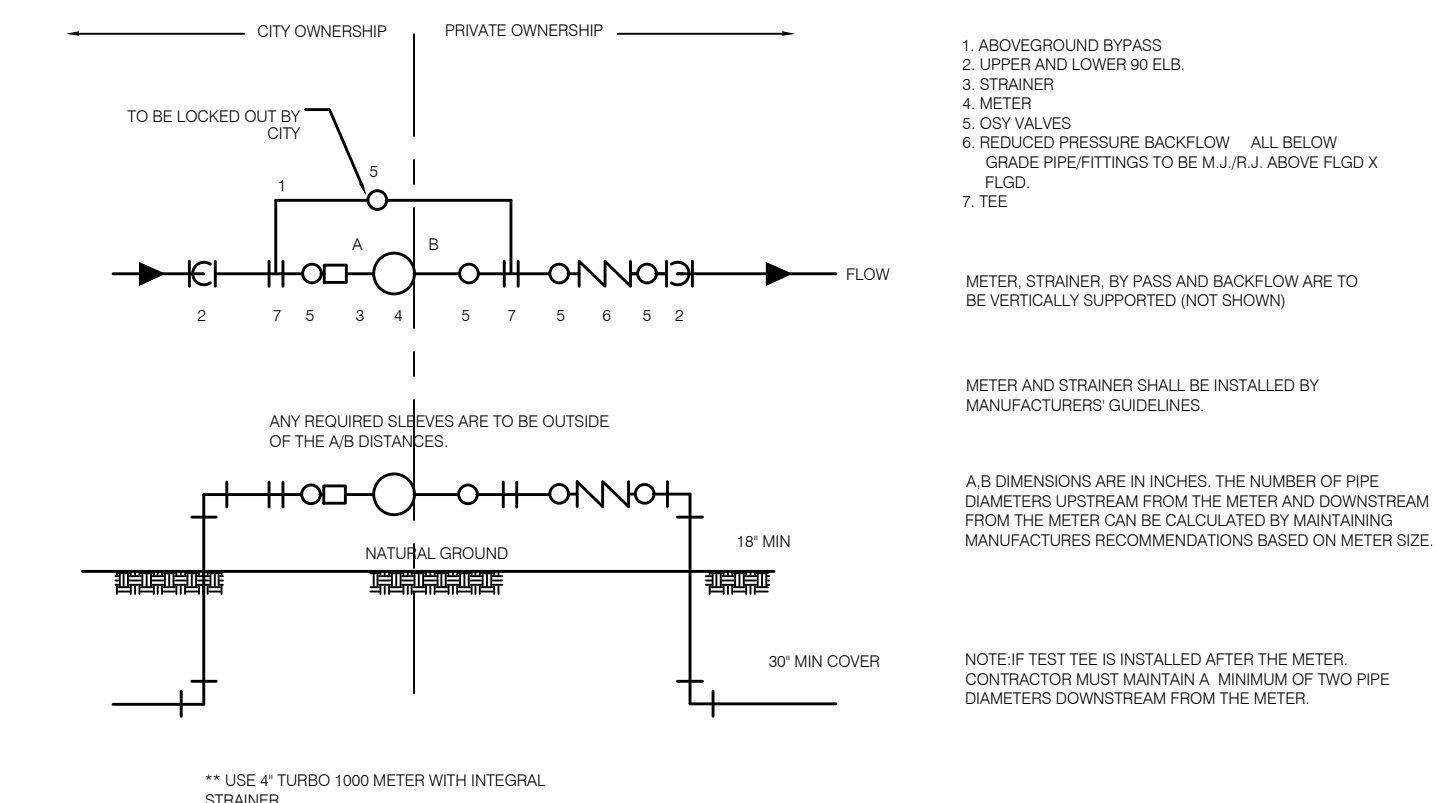 CITY OWNERSHIP
PRIVATE OWNERSHIP
TO BE LOCKED OUT BY
CITY
1
5
A
B
FLOW
2
7
5
3
4
5
7
5
6
5
2
ANY REQUIRED SLEEVES ARE TO BE OUTSIDE
OF THE A/B DISTANCES.
NATURAL GROUND
18" MIN
30" MIN COVER
** USE 4" TURBO 1000 METER WITH INTEGRAL
STRAINER
1. ABOVEGROUND BYPASS
2. UPPER AND LOWER 90 ELB.
3. STRAINER
4. METER
5. OSY VALVES
6. REDUCED PRESSURE BACKFLOW ALL BELOW
GRADE PIPE/FITTINGS TO BE M.J./R.J. ABOVE FLGD X
FLGD.
7. TEE
METER, STRAINER, BY PASS AND BACKFLOW ARE TO
BE VERTICALLY SUPPORTED (NOT SHOWN)
METER AND STRAINER SHALL BE INSTALLED BY
MANUFACTURERS' GUIDELINES.
A,B DIMENSIONS ARE IN INCHES. THE NUMBER OF PIPE
DIAMETERS UPSTREAM FROM THE METER AND DOWNSTREAM
FROM THE METER CAN BE CALCULATED BY MAINTAINING
MANUFACTURES RECOMMENDATIONS BASED ON METER SIZE.
NOTE:IF TEST TEE IS INSTALLED AFTER THE METER.
CONTRACTOR MUST MAINTAIN A MINIMUM OF TWO PIPE
DIAMETERS DOWNSTREAM FROM THE METER.